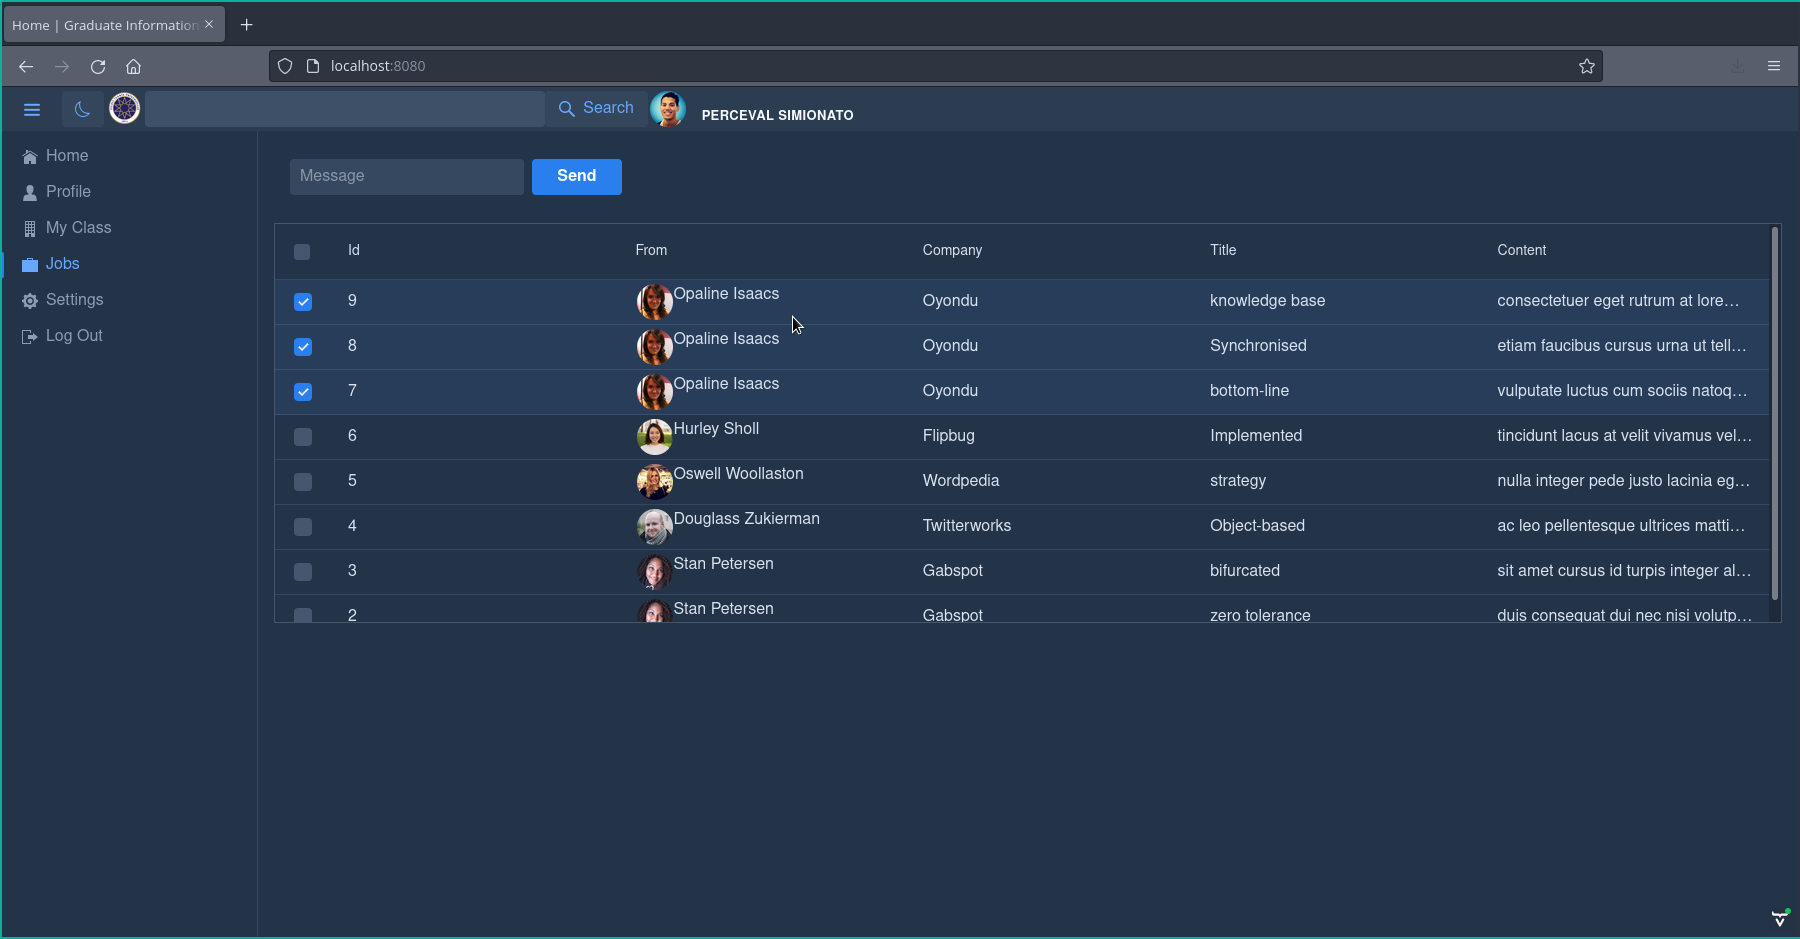 Home | Graduate Information
localhost:8080
Search
PERCEVAL SIMIONATO
Home
Profile
My Class
Jobs
Settings
Log Out
Message
Send
Id From Company Title Content
9 Opaline Isaacs Oyondu knowledge base consectetuer eget rutrum at lore…
8 Opaline Isaacs Oyondu Synchronised etiam faucibus cursus urna ut tell…
7 Opaline Isaacs Oyondu bottom-line vulputate luctus cum sociis natoq…
6 Hurley Sholl Flipbug Implemented tincidunt lacus at velit vivamus vel…
5 Oswell Woollaston Wordpedia strategy nulla integer pede justo lacinia eg…
4 Douglass Zukierman Twitterworks Object-based ac leo pellentesque ultrices matti…
3 Stan Petersen Gabspot bifurcated sit amet cursus id turpis integer al…
2 Stan Petersen Gabspot zero tolerance duis consequat dui nec nisi volutp…